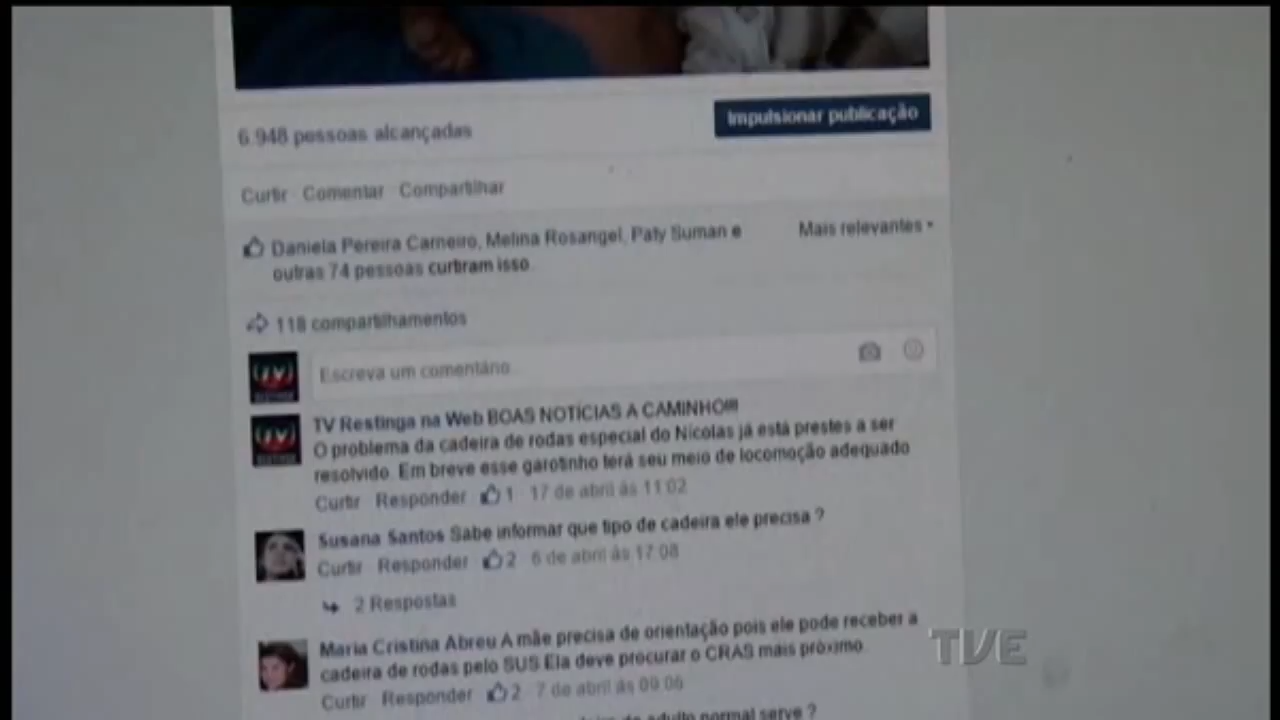 6.948 pessoas alcançadas
Impulsionar publicação
Curtir Comentar Compartilhar
Daniela Pereira Carneiro, Melina Rosangel, Paty Suman e
outras 74 pessoas curtiram isso.
Mais relevantes
118 compartilhamentos
Escreva um comentário...
TV Restinga na Web BOAS NOTÍCIAS A CAMINHO!!!!
O problema da cadeira de rodas especial do Nícolas já está prestes a ser
resolvido. Em breve esse garotinho terá seu meio de locomoção adequado
Curtir Responder 1 17 de abril às 11:02
Susana Santos Sabe informar que tipo de cadeira ele precisa ?
Curtir Responder 2 6 de abril às 17:08
2 Respostas
Maria Cristina Abreu A mãe precisa de orientação pois ele pode receber a
cadeira de rodas pelo SUS Ela deve procurar o CRAS mais próximo.
Curtir Responder 2 7 de abril às 09:06
de adulto normal serve ?
TVE